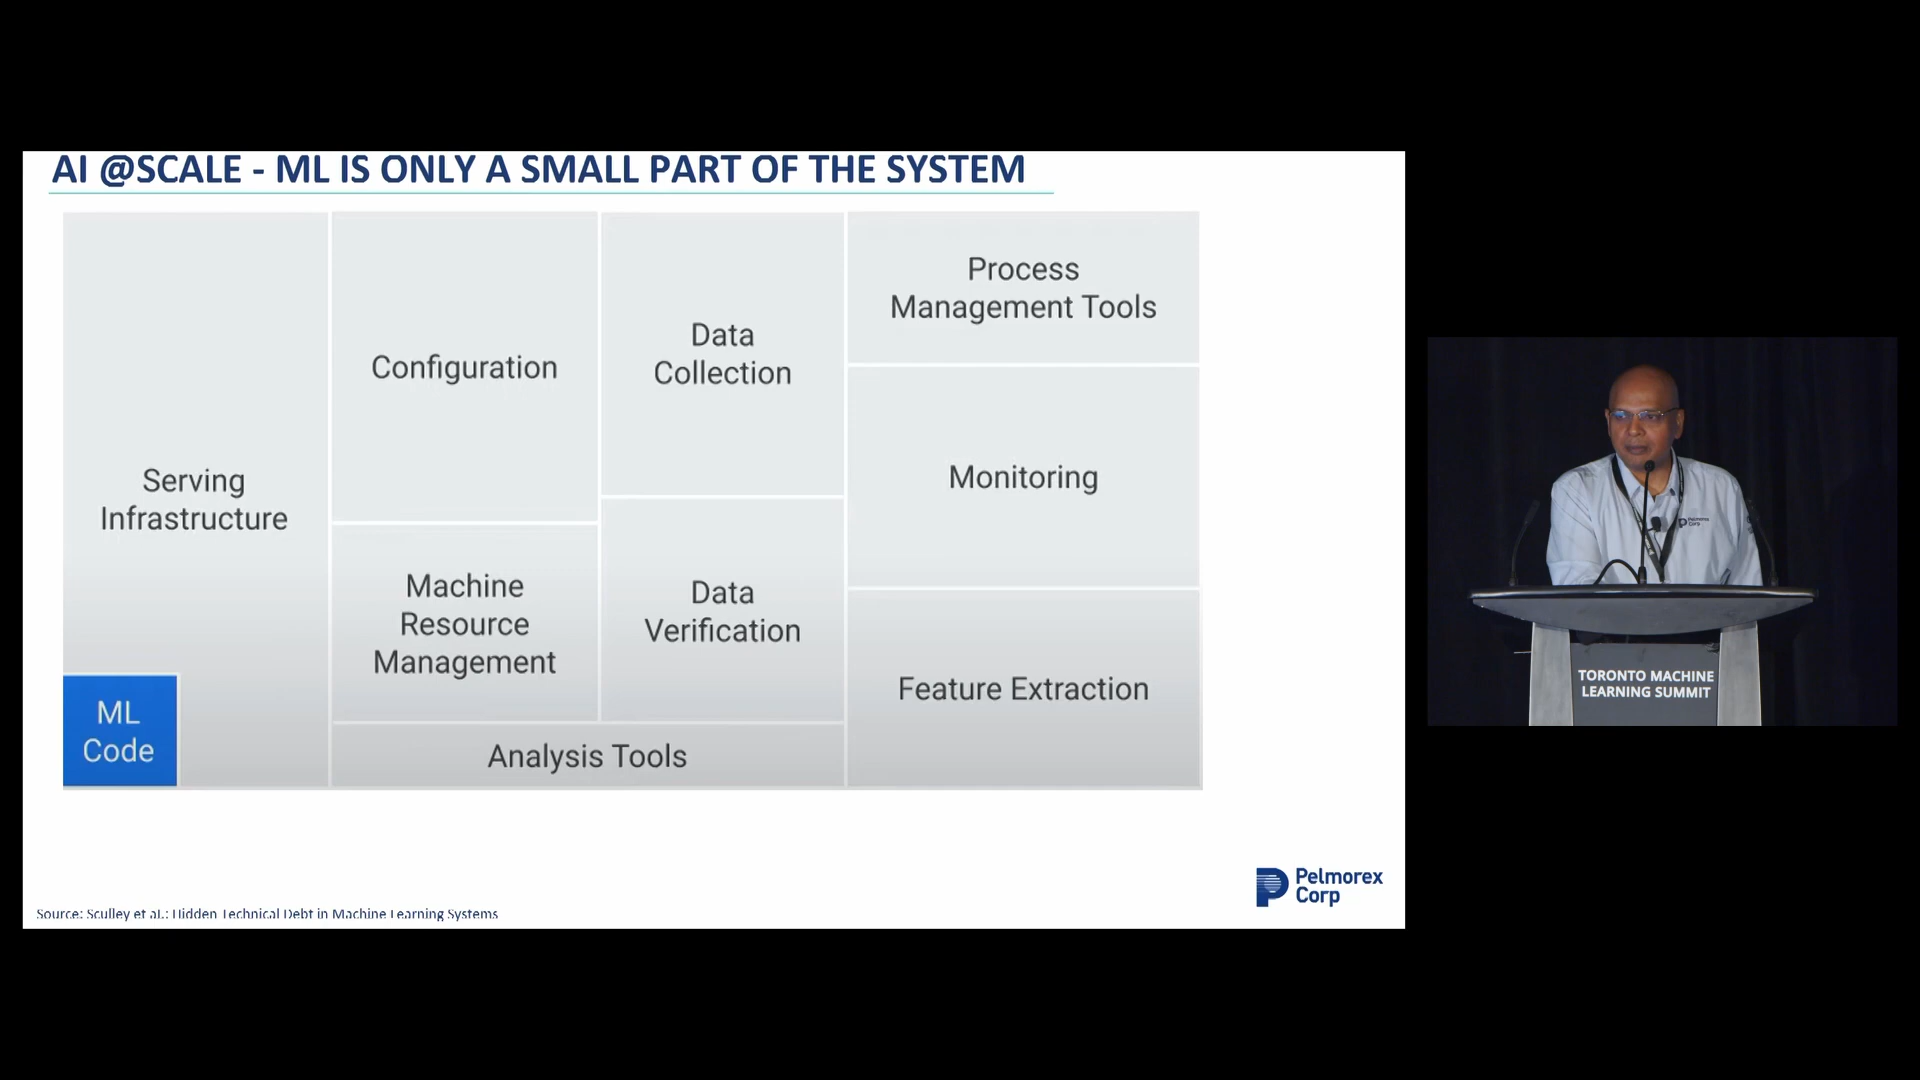 AI @SCALE - ML IS ONLY A SMALL PART OF THE SYSTEM
Serving
Infrastructure
ML
Code
Configuration
Machine
Resource
Management
Data
Collection
Data
Verification
Analysis Tools
Process
Management Tools
Monitoring
Feature Extraction
Pelmorex
Corp
Source: Sculley et al.: Hidden Technical Debt in Machine Learning Systems
Pelmorex
Corp
TORONTO MACHINE
LEARNING SUMMIT